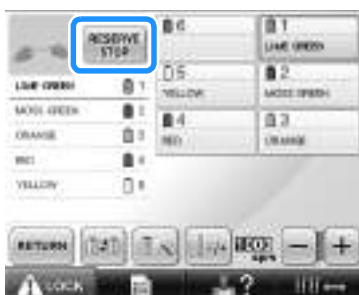 RESERVE
STOP
6
1
LIME GREEN
LIME GREEN 1
5
YELLOW
2
MOSS GREEN
MOSS GREEN 2
ORANGE 3
4
RED
3
ORANGE
RED 4
YELLOW 5
RETURN
1000
spm
− +
LOCK
?